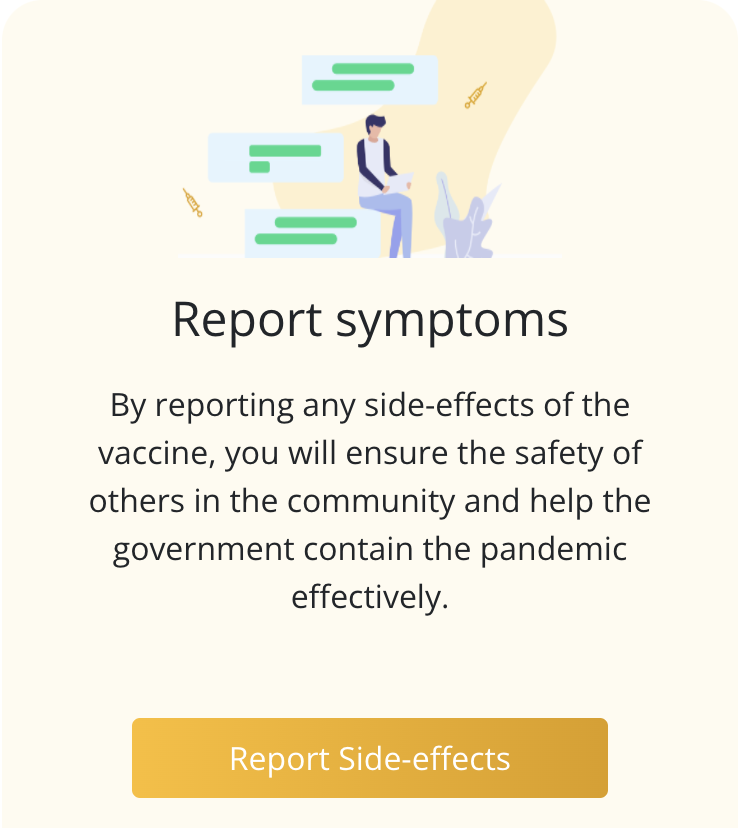 Report symptoms
By reporting any side-effects of the
vaccine, you will ensure the safety of
others in the community and help the
government contain the pandemic
effectively.
Report Side-effects